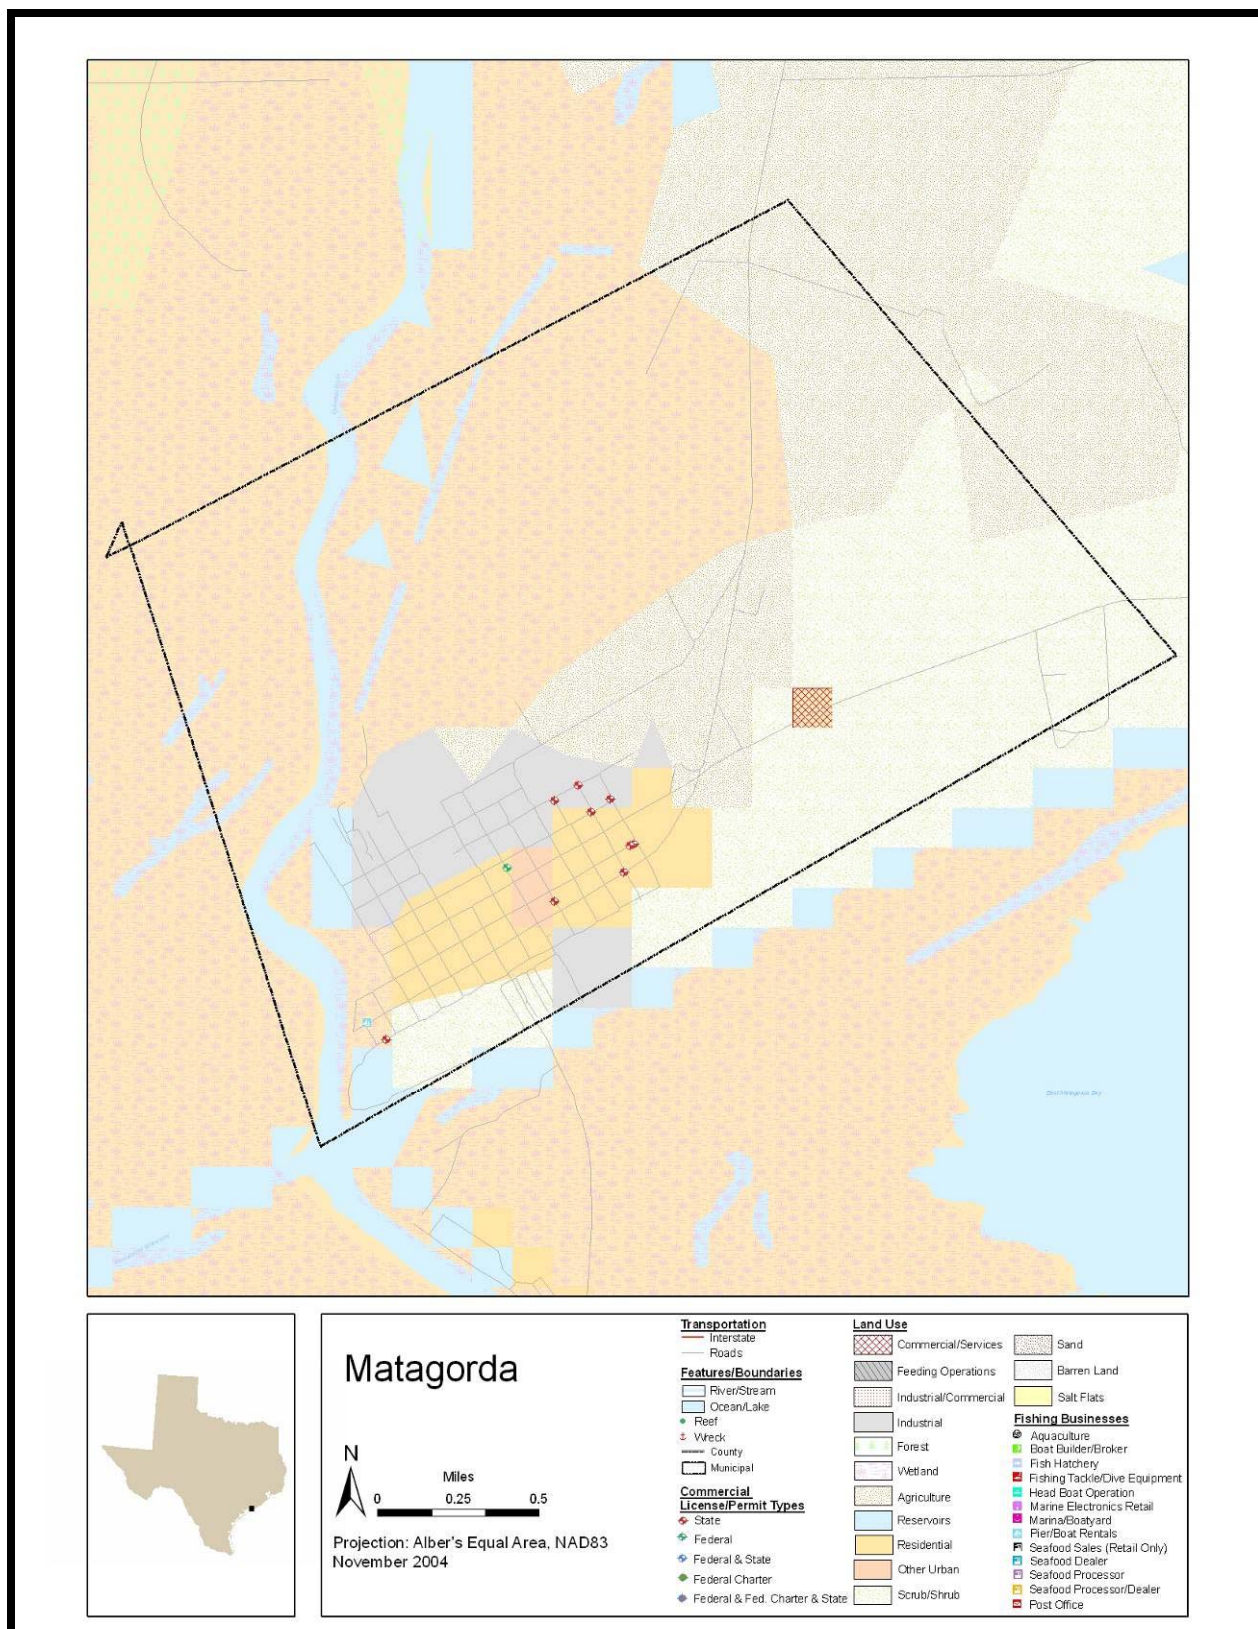 East Matagorda Bay
Matagorda
N
Miles
0 0.25 0.5
Projection: Alber's Equal Area, NAD83
November 2004
Transportation
Interstate
Roads
Features/Boundaries
River/Stream
Ocean/Lake
Reef
Wreck
County
Municipal
Commercial
License/Permit Types
State
Federal
Federal & State
Federal Charter
Federal & Fed. Charter & State
Land Use
Commercial/Services
Feeding Operations
Industrial/Commercial
Industrial
Forest
Wetland
Agriculture
Reservoirs
Residential
Other Urban
Scrub/Shrub
Sand
Barren Land
Salt Flats
Fishing Businesses
Aquaculture
Boat Builder/Broker
Fish Hatchery
Fishing Tackle/Dive Equipment
Head Boat Operation
Marine Electronics Retail
Marina/Boatyard
Pier/Boat Rentals
Seafood Sales (Retail Only)
Seafood Dealer
Seafood Processor
Seafood Processor/Dealer
Post Office